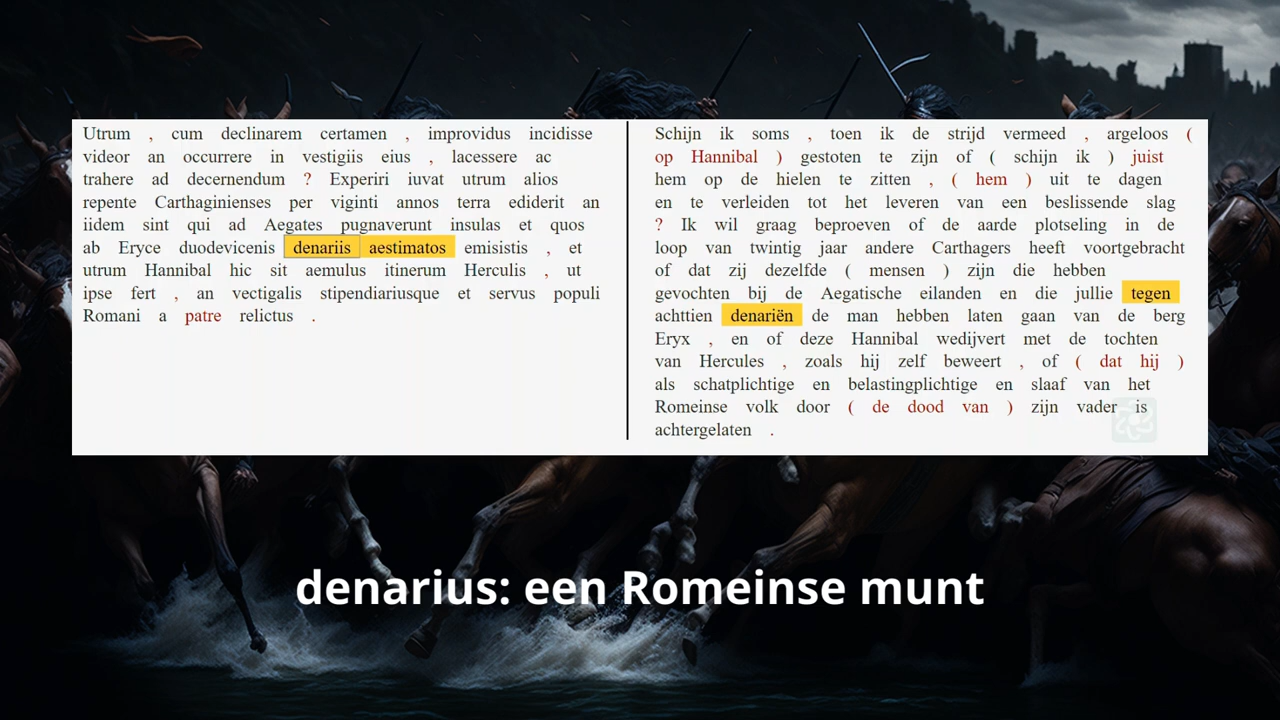 Utrum , cum declinarem certamen , improvidus incidisse
videor an occurrere in vestigiis eius , lacessere ac
trahere ad decernendum ? Experiri iuvat utrum alios
repente Carthaginienses per viginti annos terra ediderit an
iidem sint qui ad Aegates pugnaverunt insulas et quos
ab Eryce duodevicenis denariis aestimatos emisistis , et
utrum Hannibal hic sit aemulus itinerum Herculis , ut
ipse fert , an vectigalis stipendiariusque et servus populi
Romani a patre relictus .
Schijn ik soms , toen ik de strijd vermeed , argeloos (
op Hannibal ) gestoten te zijn of ( schijn ik ) juist
hem op de hielen te zitten , ( hem ) uit te dagen
en te verleiden tot het leveren van een beslissende slag
? Ik wil graag beproeven of de aarde plotseling in de
loop van twintig jaar andere Carthagers heeft voortgebracht
of dat zij dezelfde ( mensen ) zijn die hebben
gevochten bij de Aegatische eilanden en die jullie tegen
achttien denariën de man hebben laten gaan van de berg
Eryx , en of deze Hannibal wedijvert met de tochten
van Hercules , zoals hij zelf beweert , of ( dat hij )
als schatplichtige en belastingplichtige en slaaf van het
Romeinse volk door ( de dood van ) zijn vader is
achtergelaten .
denarius: een Romeinse munt